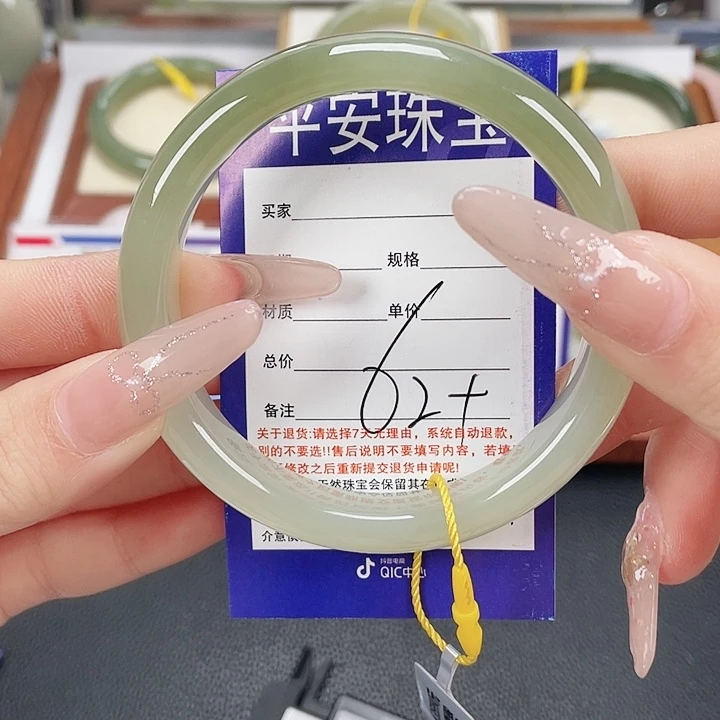 平安珠宝
买家
规格
材质 单价
总价
62+
备注
关于退货:请选择7天无理由，系统自动退款，
别的不要选!!售后说明不要填写内容，若填
修改之后重新提交退货申请呢!
天然珠宝会保留其在
介意慎
抖音电商
QIC中心